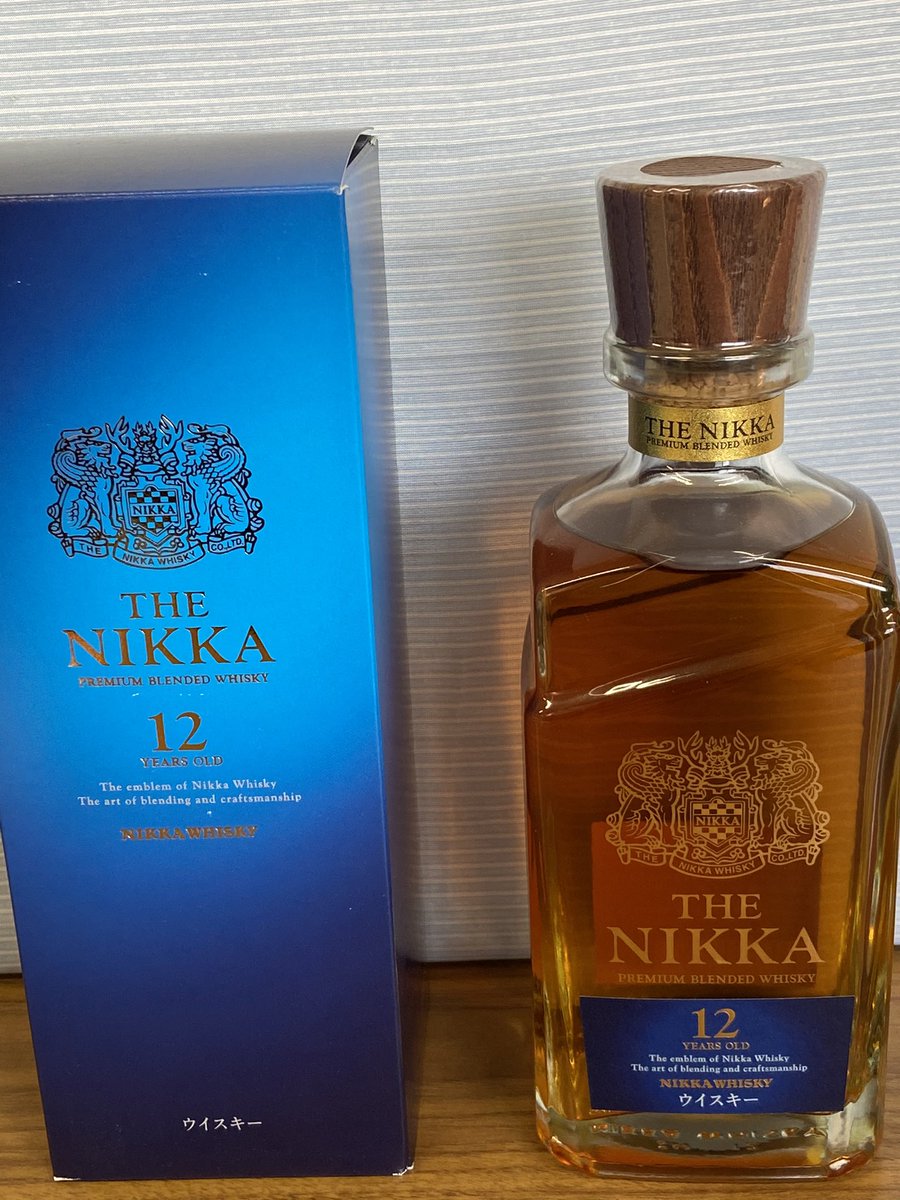 NIKKA
THE NIKKA WHISKY CO.,LTD.
THE
NIKKA
PREMIUM BLENDED WHISKY
12
YEARS OLD
The emblem of Nikka Whisky
The art of blending and craftsmanship
NIKKA WHISKY
ウイスキー
THE NIKKA
PREMIUM BLENDED WHISKY
NIKKA
THE NIKKA WHISKY CO.,LTD.
THE
NIKKA
PREMIUM BLENDED WHISKY
12
YEARS OLD
The emblem of Nikka Whisky
The art of blending and craftsmanship
NIKKA WHISKY
ウイスキー